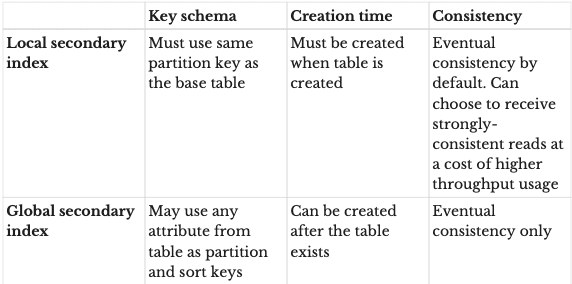 Key schema
Creation time
Consistency
Local secondary
index
Must use same
partition key as
the base table
Must be created
when table is
created
Eventual
consistency by
default. Can
choose to receive
strongly-
consistent reads at
a cost of higher
throughput usage
Global secondary
index
May use any
attribute from
table as partition
and sort keys
Can be created
after the table
exists
Eventual
consistency only